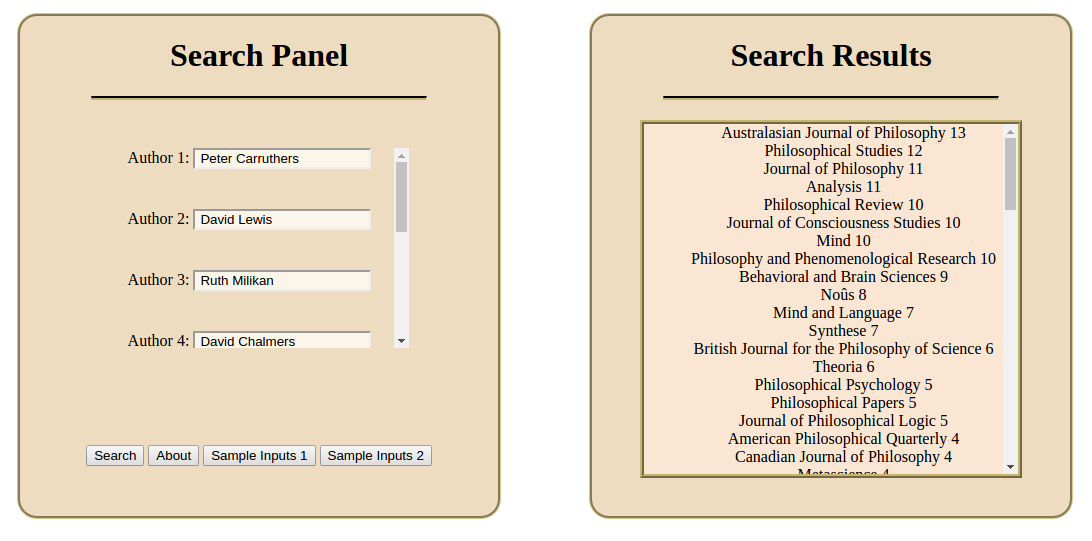 Search Panel
Author 1: Peter Carruthers
Author 2: David Lewis
Author 3: Ruth Milikan
Author 4: David Chalmers
Search About Sample Inputs 1 Sample Inputs 2
Search Results
Australasian Journal of Philosophy 13
Philosophical Studies 12
Journal of Philosophy 11
Analysis 11
Philosophical Review 10
Journal of Consciousness Studies 10
Mind 10
Philosophy and Phenomenological Research 10
Behavioral and Brain Sciences 9
Noûs 8
Mind and Language 7
Synthese 7
British Journal for the Philosophy of Science 6
Theoria 6
Philosophical Psychology 5
Philosophical Papers 5
Journal of Philosophical Logic 5
American Philosophical Quarterly 4
Canadian Journal of Philosophy 4
Metascience 4